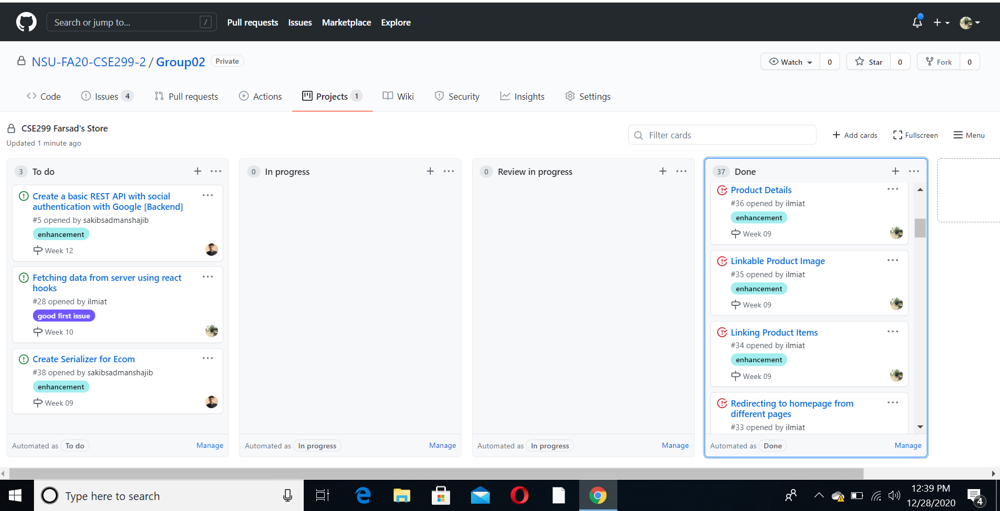 Search or jump to...
/
Pull requests
Issues
Marketplace
Explore
NSU-FA20-CSE299-2 / Group02
Private
Watch
0
Star
0
Fork
0
Code
Issues 4
Pull requests
Actions
Projects 1
Wiki
Security
Insights
Settings
CSE299 Farsad's Store
Updated 1 minute ago
Filter cards
Add cards
Fullscreen
Menu
3 To do
Create a basic REST API with social
authentication with Google [Backend]
#5 opened by sakibsadmanshajib
enhancement
Week 12
Fetching data from server using react
hooks
#28 opened by ilmiat
good first issue
Week 10
Create Serializer for Ecom
#38 opened by sakibsadmanshajib
enhancement
Week 09
Automated as To do
Manage
0 In progress
Automated as In progress
Manage
0 Review in progress
Automated as In progress
Manage
37 Done
Product Details
#36 opened by ilmiat
enhancement
Week 09
Linkable Product Image
#35 opened by ilmiat
enhancement
Week 09
Linking Product Items
#34 opened by ilmiat
enhancement
Week 09
Redirecting to homepage from
different pages
#33 opened by ilmiat
Automated as Done
Manage
Type here to search
12:39 PM
12/28/2020
4